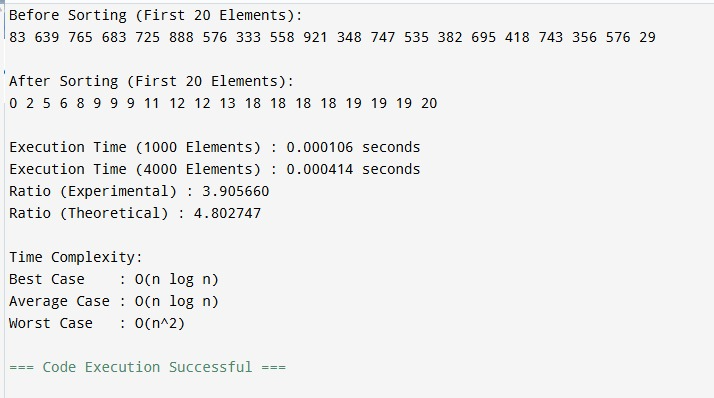 Before Sorting (First 20 Elements):
83 639 765 683 725 888 576 333 558 921 348 747 535 382 695 418 743 356 576 29
After Sorting (First 20 Elements):
0 2 5 6 8 9 9 9 11 12 12 13 18 18 18 18 19 19 19 20
Execution Time (1000 Elements) : 0.000106 seconds
Execution Time (4000 Elements) : 0.000414 seconds
Ratio (Experimental) : 3.905660
Ratio (Theoretical) : 4.802747
Time Complexity:
Best Case    : O(n log n)
Average Case : O(n log n)
Worst Case   : O(n^2)
=== Code Execution Successful ===